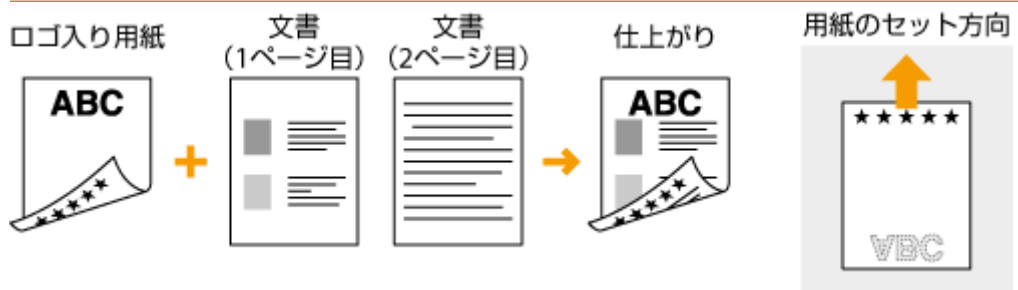 ロゴ入り用紙
文書
(1ページ目)
文書
(2ページ目)
仕上がり
用紙のセット方向
ABC
ABC
★★★★★
★★★★★
★★★★★
ABC